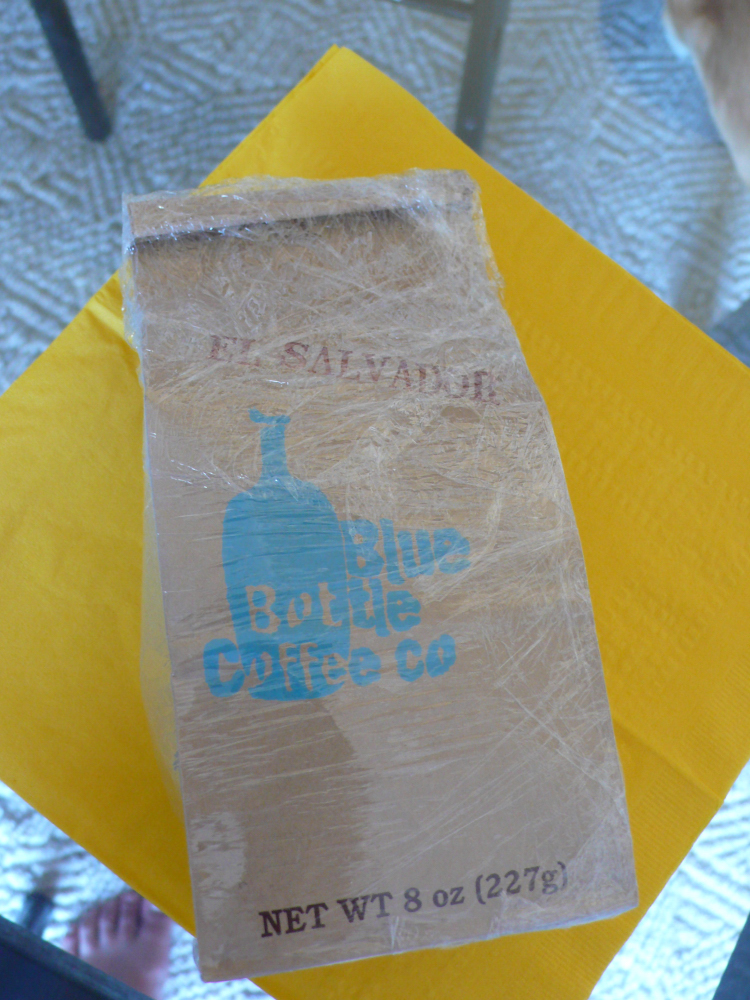 EL SALVADOR
Blue
Bottle
Coffee Co
NET WT 8 oz (227g)